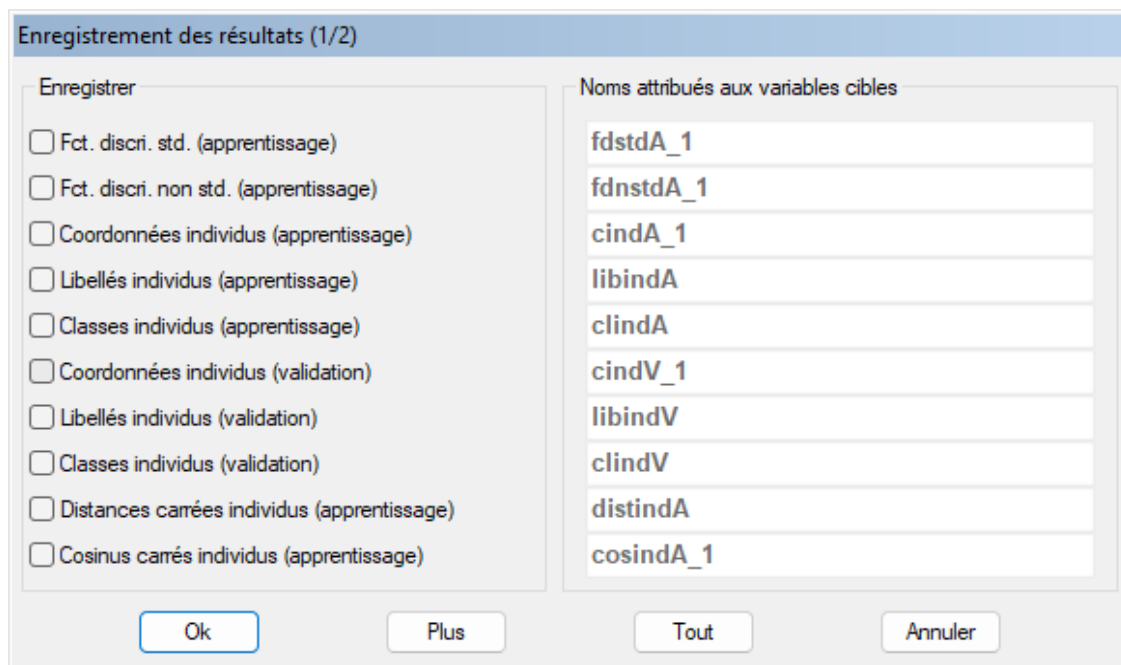 Enregistrement des résultats (1/2)
Enregistrer
Noms attribués aux variables cibles
Fct. discri. std. (apprentissage)
fdstdA_1
Fct. discri. non std. (apprentissage)
fdnstdA_1
Coordonnées individus (apprentissage)
cindA_1
Libellés individus (apprentissage)
libindA
Classes individus (apprentissage)
clindA
Coordonnées individus (validation)
cindV_1
Libellés individus (validation)
libindV
Classes individus (validation)
clindV
Distances carrées individus (apprentissage)
distindA
Cosinus carrés individus (apprentissage)
cosindA_1
Ok
Plus
Tout
Annuler